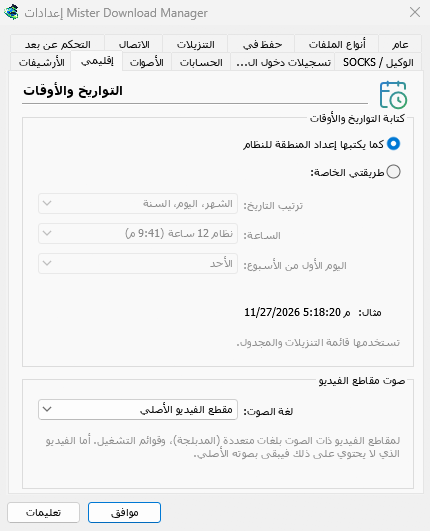 إعدادات Mister Download Manager
عام
أنواع الملفات
حفظ في
التنزيلات
الاتصال
التحكم عن بعد
الوكيل / SOCKS
تسجيلات دخول ال...
الحسابات
الأصوات
إقليمي
الأرشيفات
التواريخ والأوقات
كتابة التواريخ والأوقات
كما يكتبها إعداد المنطقة للنظام
طريقتي الخاصة:
ترتيب التاريخ:
الشهر، اليوم، السنة
الساعة:
نظام 12 ساعة (9:41 م)
اليوم الأول من الأسبوع:
الأحد
مثال: 11/27/2026 5:18:20 م
تستخدمها قائمة التنزيلات والمجدول.
صوت مقاطع الفيديو
لغة الصوت:
مقطع الفيديو الأصلي
لمقاطع الفيديو ذات الصوت بلغات متعددة (المدبلجة)، وقوائم التشغيل. أما الفيديو
الذي لا يحتوي على ذلك فيبقى بصوته الأصلي.
موافق
تعليمات